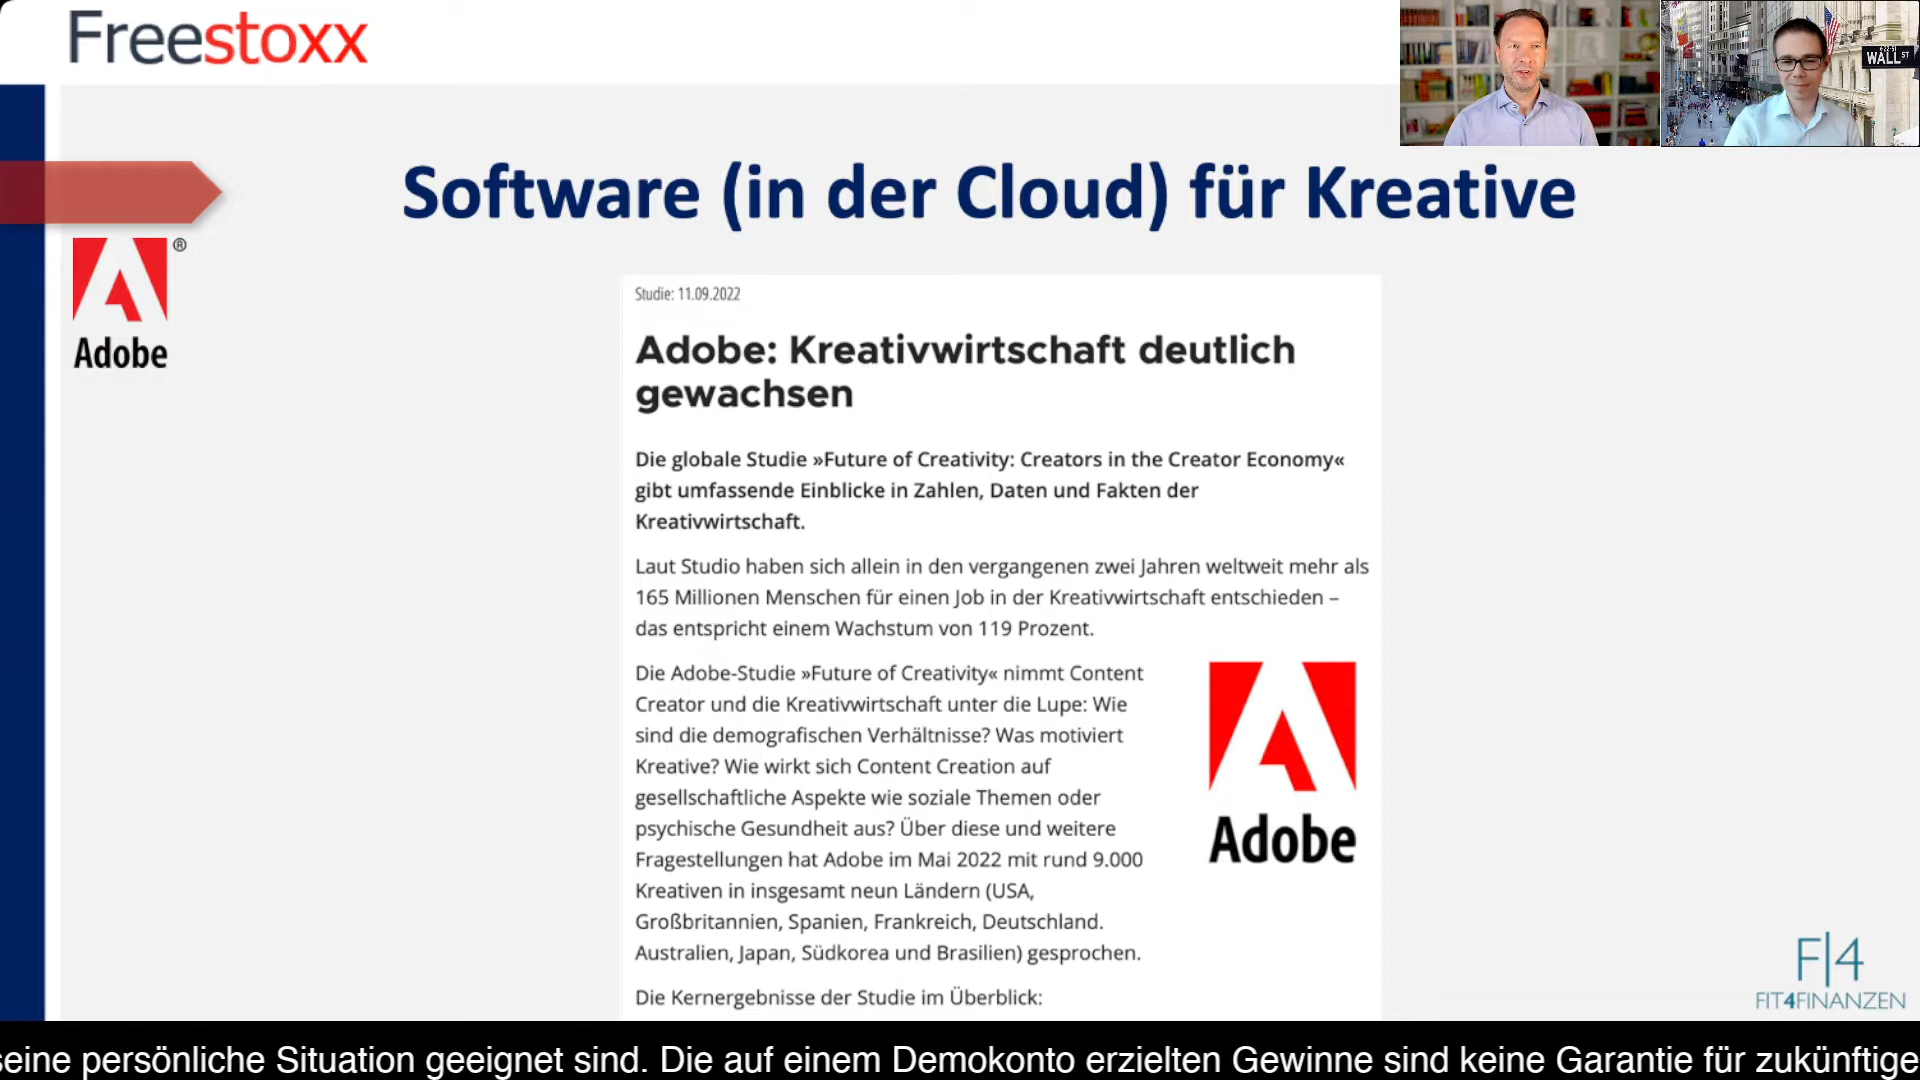 Freestoxx
WALL ST
Software (in der Cloud) für Kreative
®
Adobe
Studie: 11.09.2022
Adobe: Kreativwirtschaft deutlich
gewachsen
Die globale Studie »Future of Creativity: Creators in the Creator Economy«
gibt umfassende Einblicke in Zahlen, Daten und Fakten der
Kreativwirtschaft.
Laut Studio haben sich allein in den vergangenen zwei Jahren weltweit mehr als
165 Millionen Menschen für einen Job in der Kreativwirtschaft entschieden –
das entspricht einem Wachstum von 119 Prozent.
Die Adobe-Studie »Future of Creativity« nimmt Content
Creator und die Kreativwirtschaft unter die Lupe: Wie
sind die demografischen Verhältnisse? Was motiviert
Kreative? Wie wirkt sich Content Creation auf
gesellschaftliche Aspekte wie soziale Themen oder
psychische Gesundheit aus? Über diese und weitere
Fragestellungen hat Adobe im Mai 2022 mit rund 9.000
Kreativen in insgesamt neun Ländern (USA,
Großbritannien, Spanien, Frankreich, Deutschland.
Australien, Japan, Südkorea und Brasilien) gesprochen.
Adobe
Die Kernergebnisse der Studie im Überblick:
F|4
FIT4FINANZEN
seine persönliche Situation geeignet sind. Die auf einem Demokonto erzielten Gewinne sind keine Garantie für zukünftige